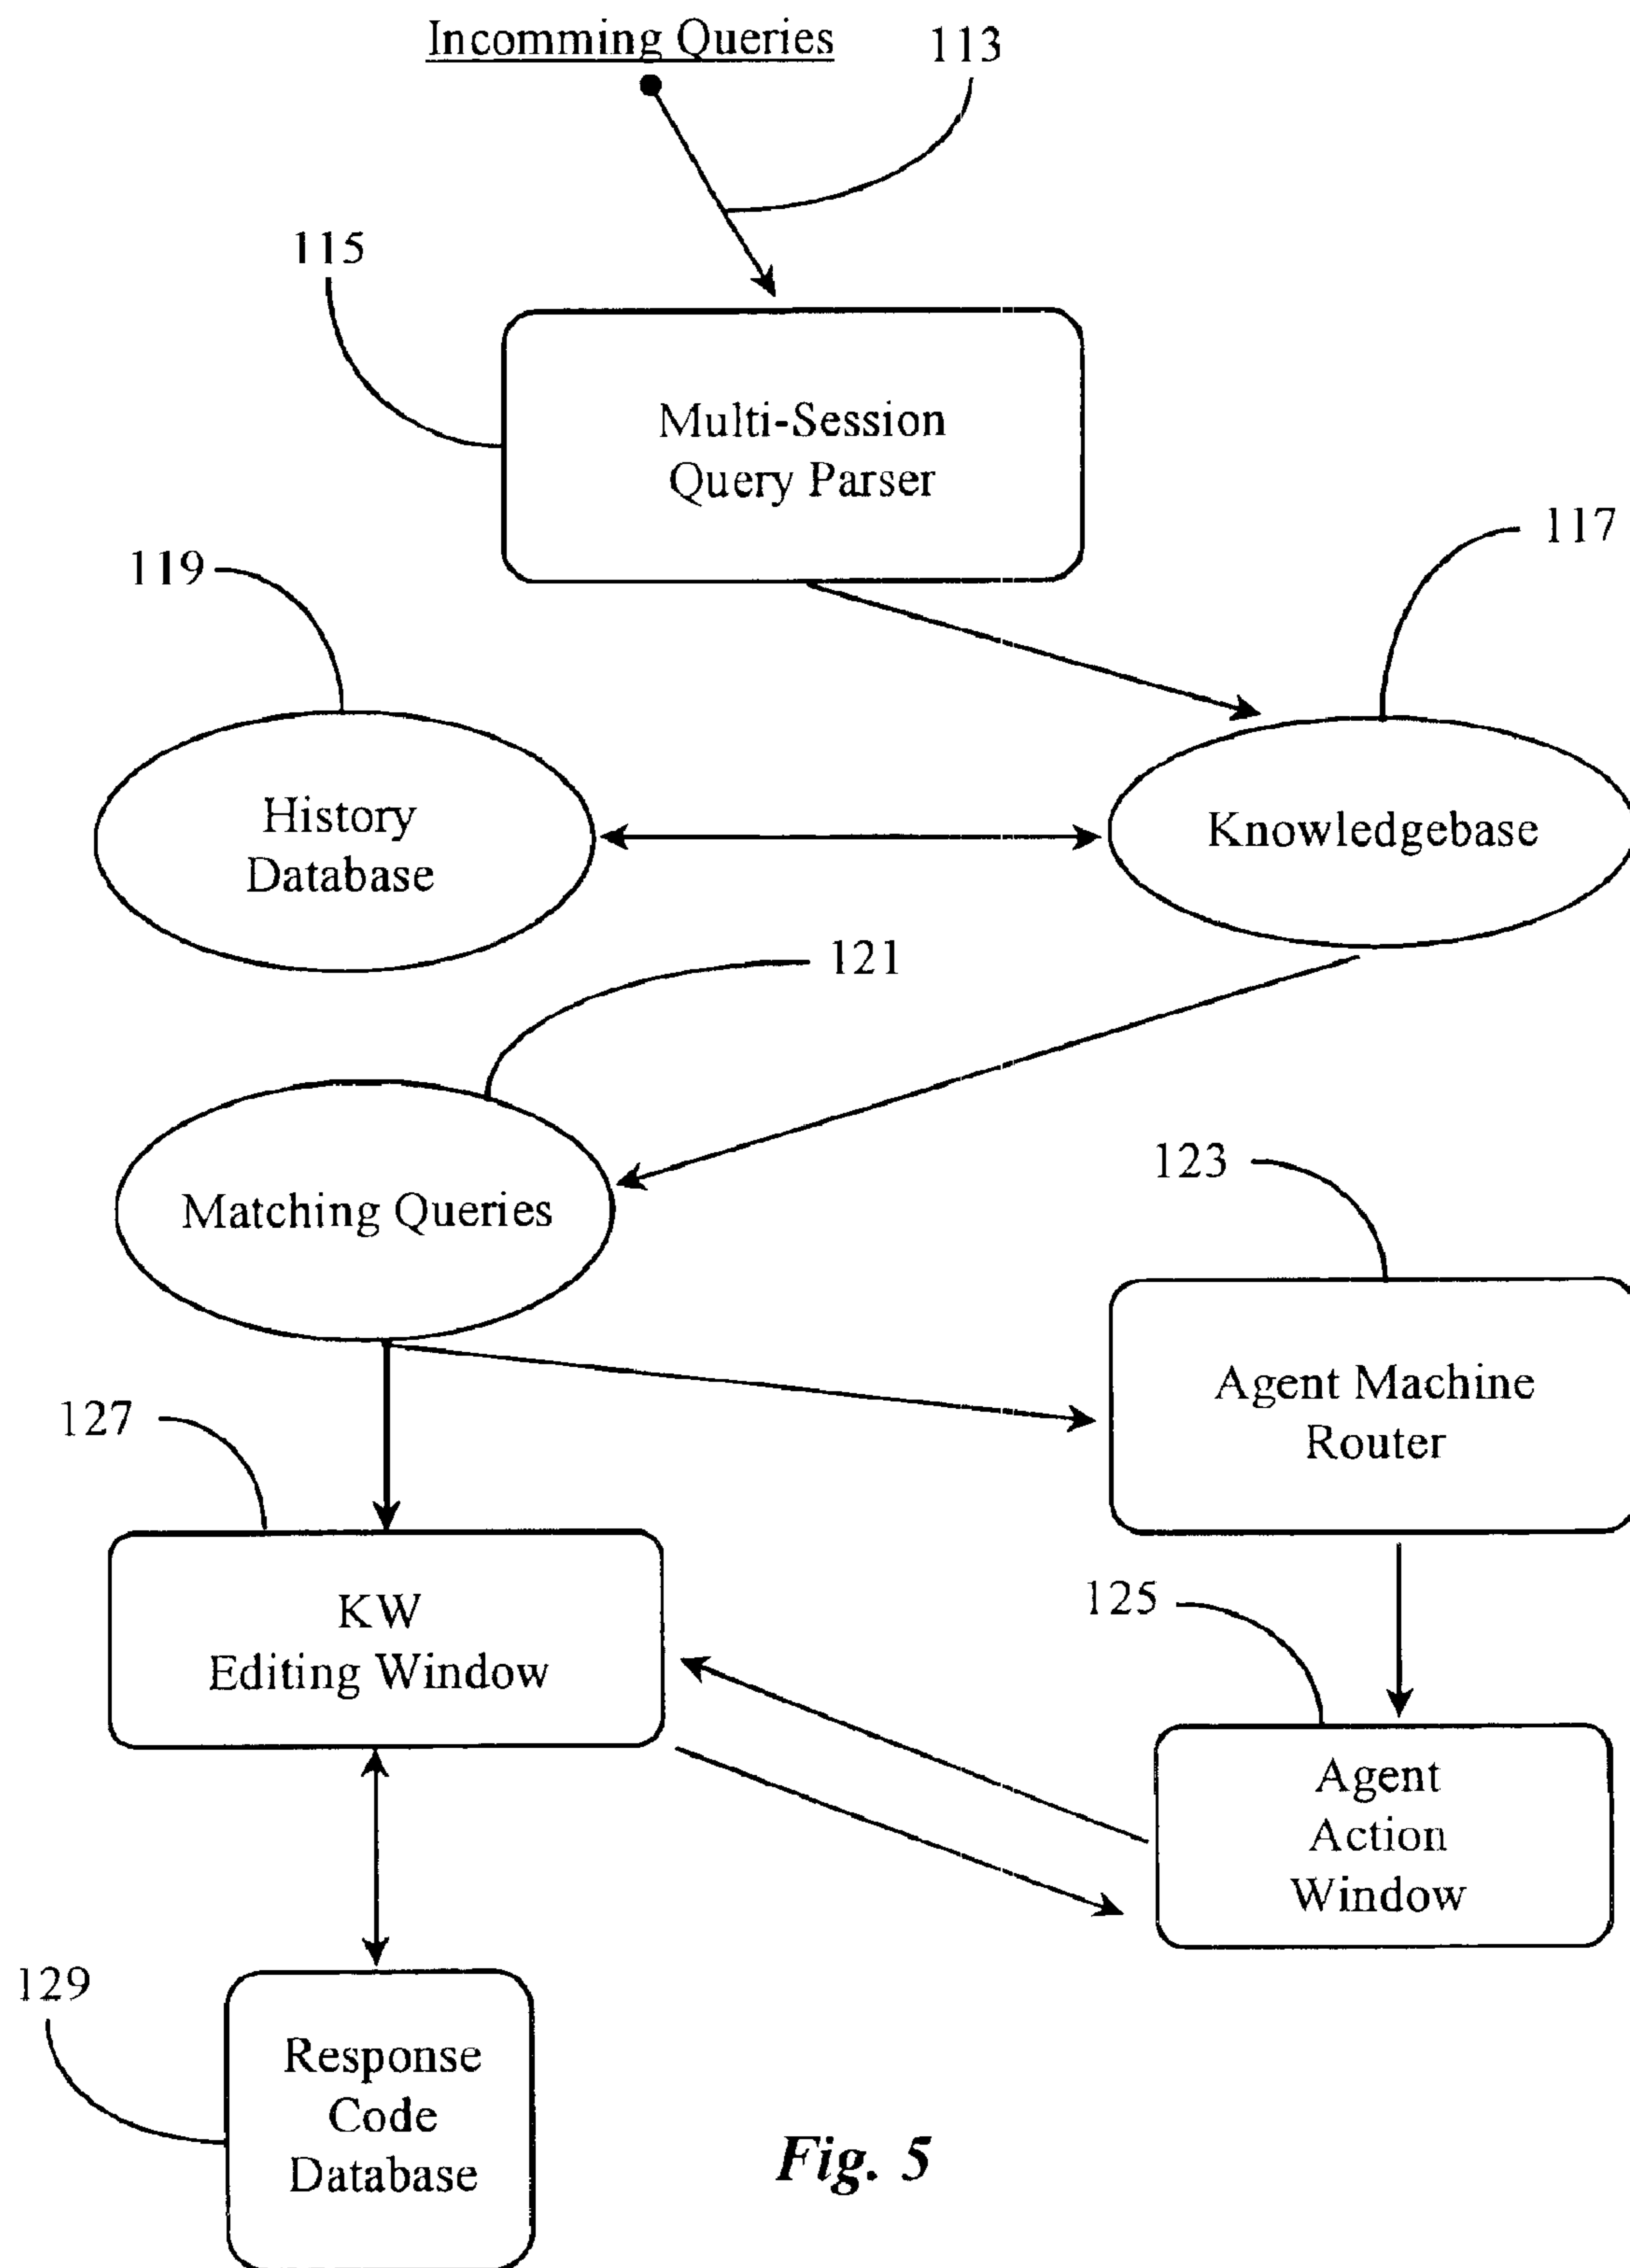 Incomming Queries
113
115
Multi-Session
Query Parser
117
119
History
Database
Knowledgebase
121
Matching Queries
123
Agent Machine
Router
127
KW
Editing Window
125
Agent
Action
Window
129
Response
Code
Database
Fig. 5